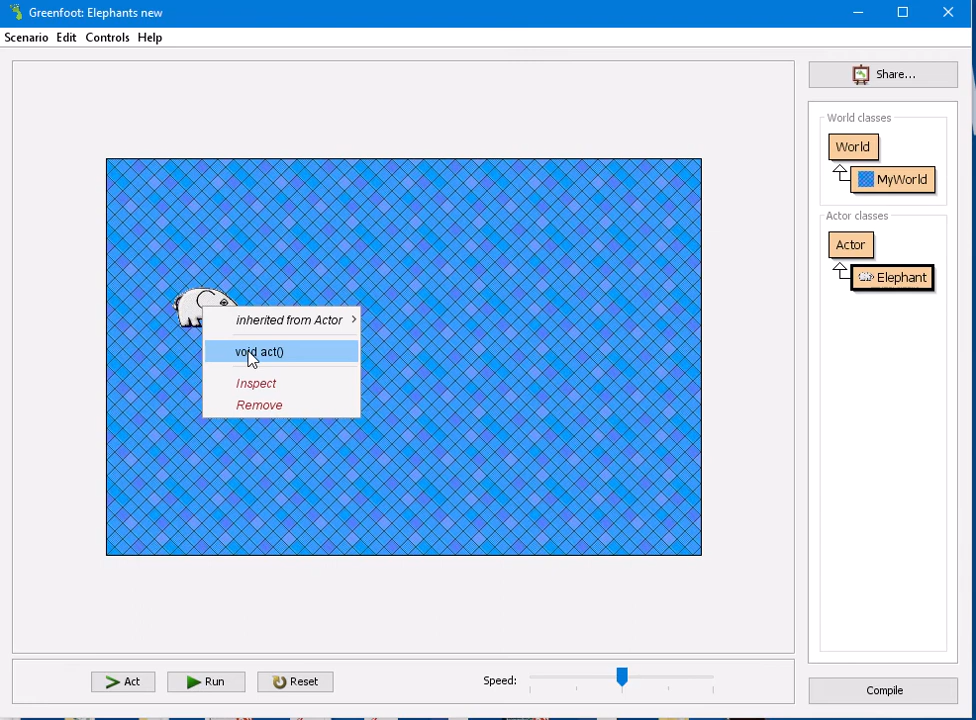 Greenfoot: Elephants new
Scenario Edit Controls Help
Share...
World classes
World
MyWorld
Actor classes
Actor
Elephant
inherited from Actor
void act()
Inspect
Remove
Act
Run
Reset
Speed:
Compile